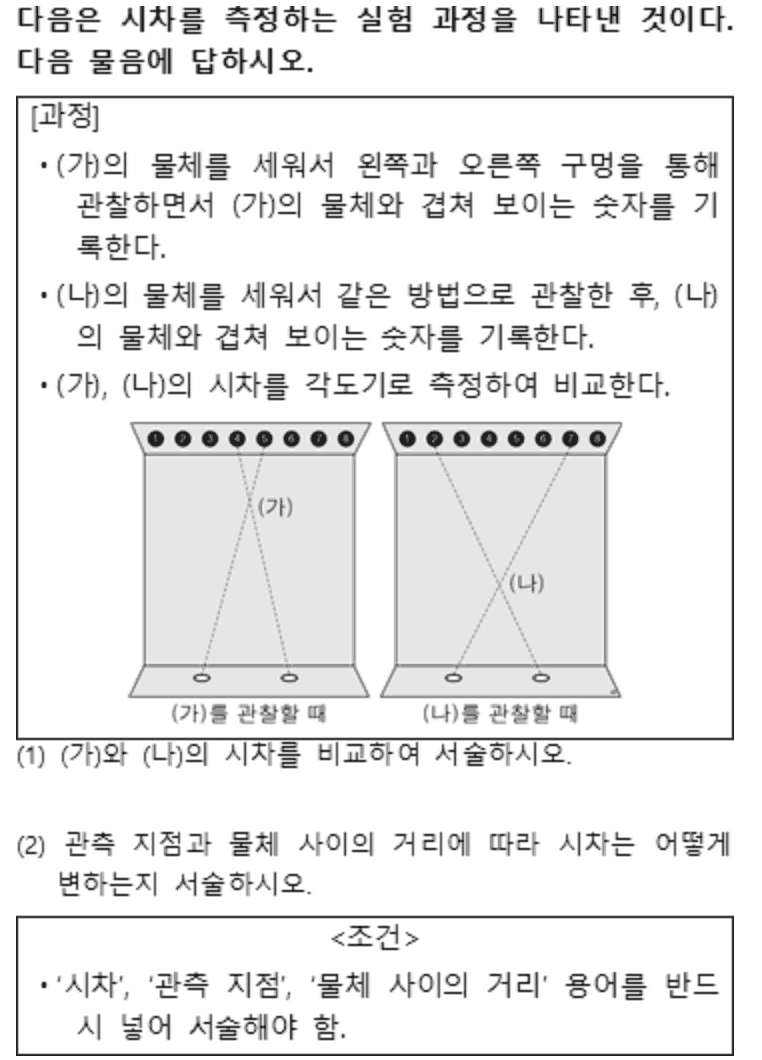 다음은 시차를 측정하는 실험 과정을 나타낸 것이다.
다음 물음에 답하시오.
[과정]
• (가)의 물체를 세워서 왼쪽과 오른쪽 구멍을 통해
관찰하면서 (가)의 물체와 겹쳐 보이는 숫자를 기
록한다.
• (나)의 물체를 세워서 같은 방법으로 관찰한 후, (나)
의 물체와 겹쳐 보이는 숫자를 기록한다.
• (가), (나)의 시차를 각도기로 측정하여 비교한다.
1 2 3 4 5 6 7 8 1 2 3 4 5 6 7 8
(가)
(나)
(가)를 관찰할 때 (나)를 관찰할 때
(1) (가)와 (나)의 시차를 비교하여 서술하시오.
(2) 관측 지점과 물체 사이의 거리에 따라 시차는 어떻게
변하는지 서술하시오.
<조건>
• '시차', '관측 지점', '물체 사이의 거리' 용어를 반드
시 넣어 서술해야 함.